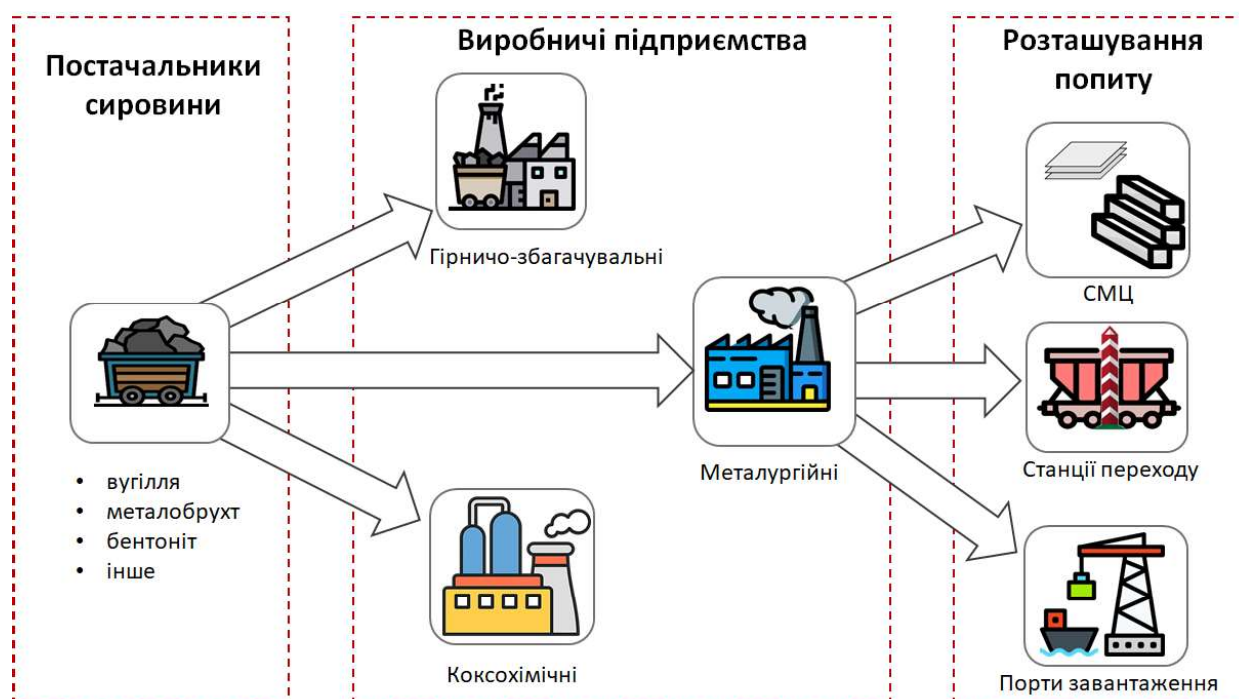 Постачальники
сировини
• вугілля
• металобрухт
• бентоніт
• інше
Виробничі підприємства
Гірничо-збагачувальні
Металургійні
Коксохімічні
Розташування
попиту
СМЦ
Станції переходу
Порти завантаження